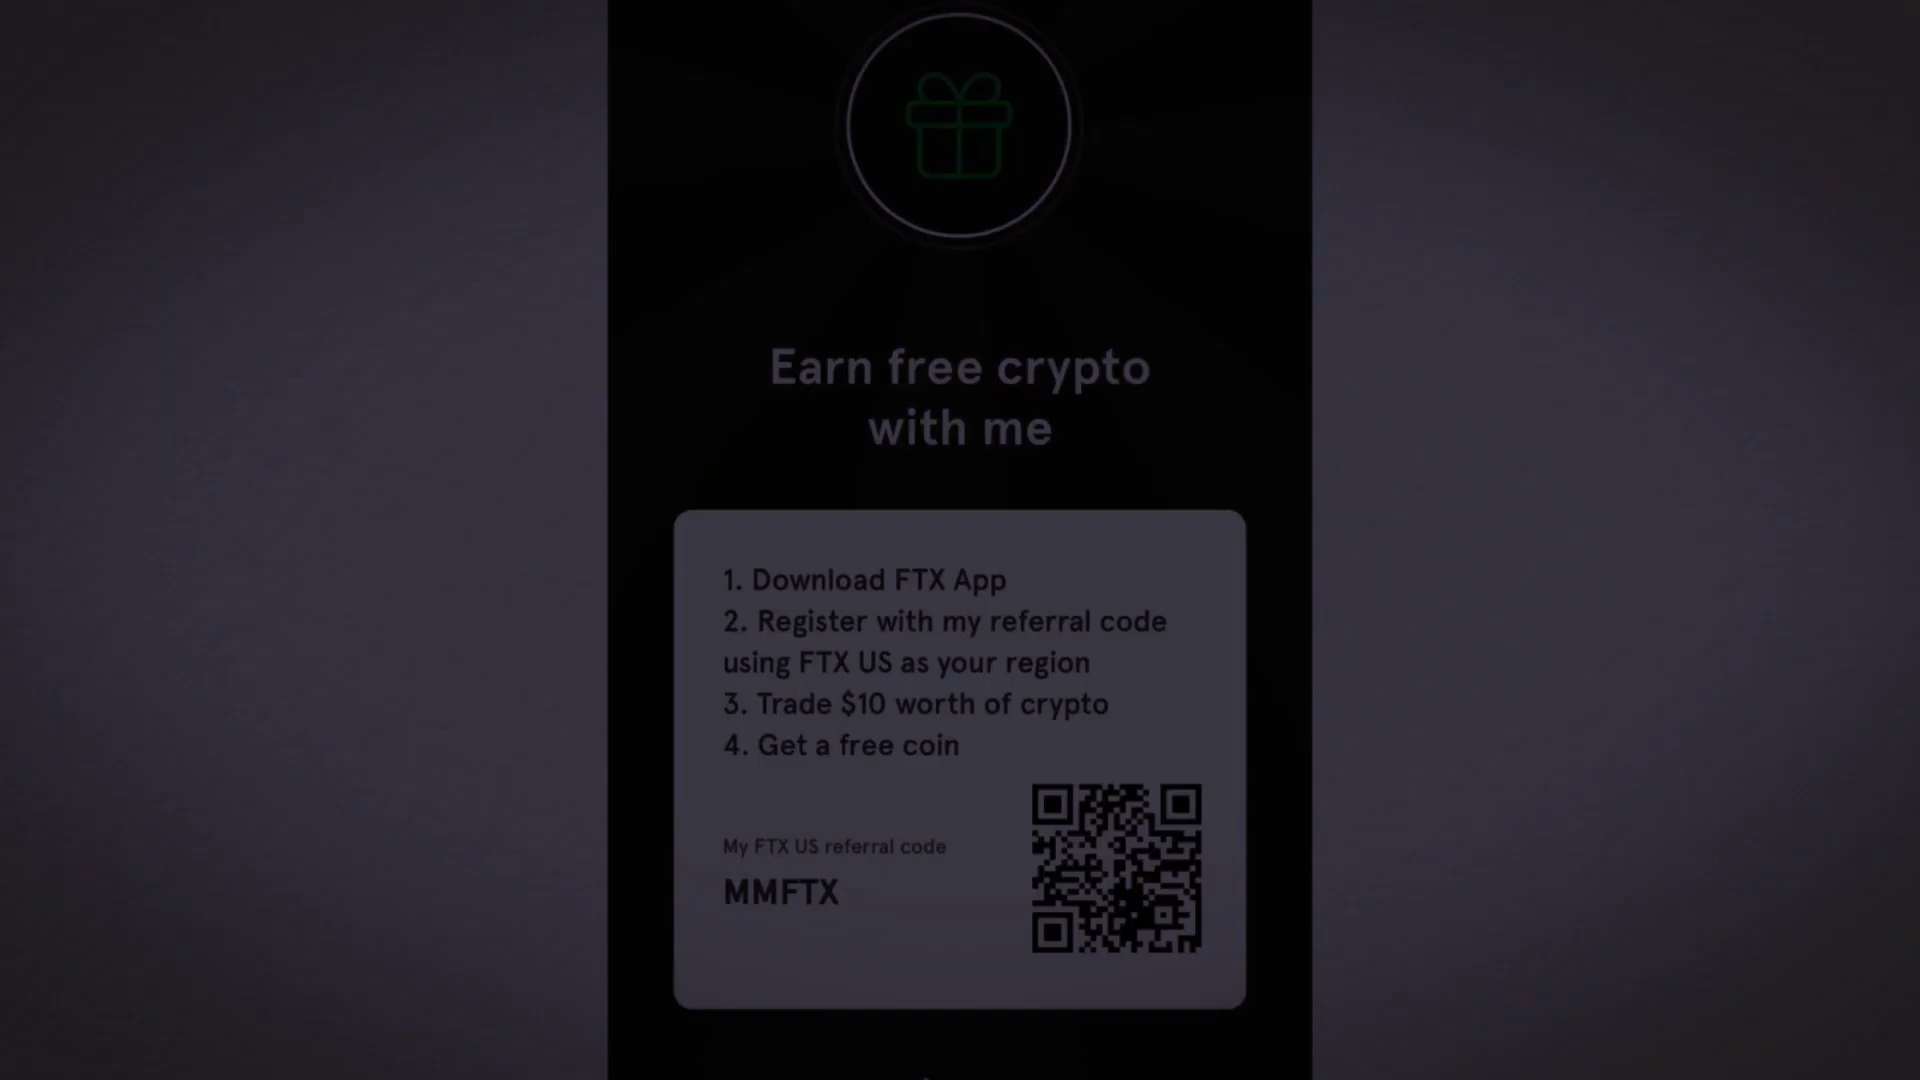 Earn free crypto
with me
1. Download FTX App
2. Register with my referral code
using FTX US as your region
3. Trade $10 worth of crypto
4. Get a free coin
My FTX US referral code
MMFTX